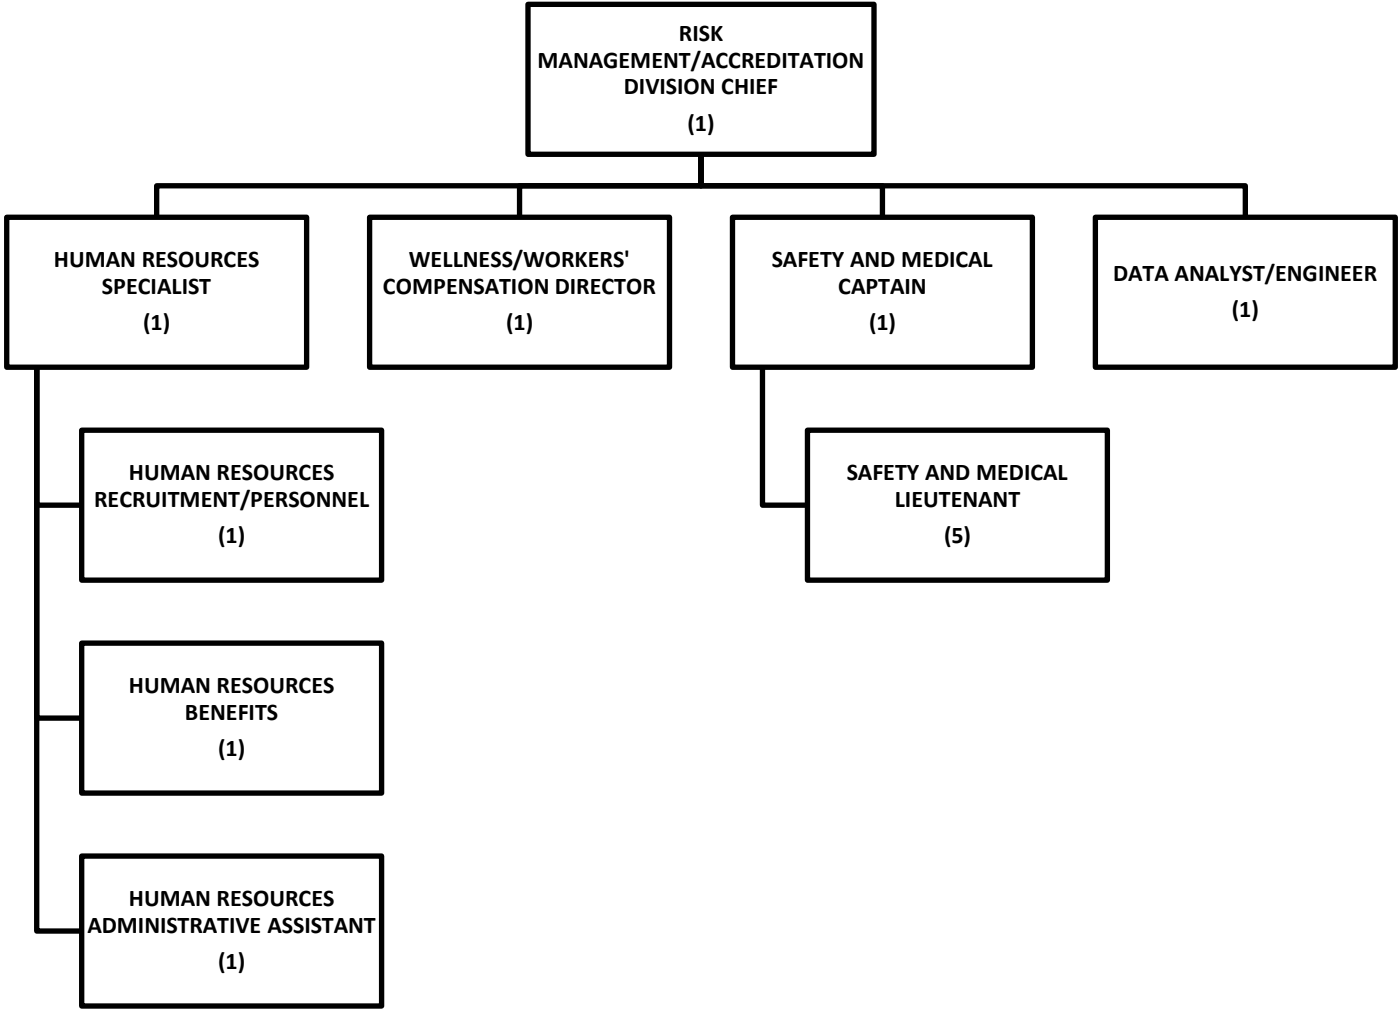 RISK
MANAGEMENT/ACCREDITATION
DIVISION CHIEF
(1)
HUMAN RESOURCES
SPECIALIST
(1)
WELLNESS/WORKERS'
COMPENSATION DIRECTOR
(1)
SAFETY AND MEDICAL
CAPTAIN
(1)
DATA ANALYST/ENGINEER
(1)
HUMAN RESOURCES
RECRUITMENT/PERSONNEL
(1)
SAFETY AND MEDICAL
LIEUTENANT
(5)
HUMAN RESOURCES
BENEFITS
(1)
HUMAN RESOURCES
ADMINISTRATIVE ASSISTANT
(1)